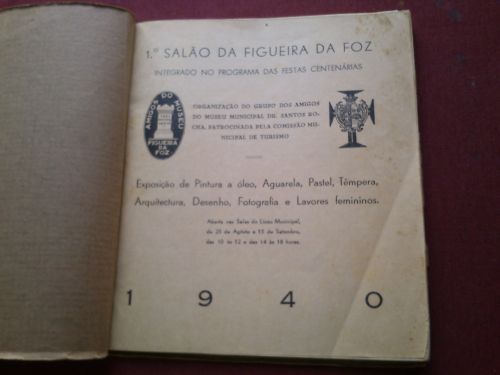 1.º SALÃO DA FIGUEIRA DA FOZ
INTEGRADO NO PROGRAMA DAS FESTAS CENTENÁRIAS
AMIGOS DO MUSEU
FIGUEIRA
DA
FOZ
ORGANIZAÇÃO DO GRUPO DOS AMIGOS
DO MUSEU MUNICIPAL DE SANTOS RO-
CHA, PATROCINADA PELA COMISSÃO MU-
NICIPAL DE TURISMO
Exposição de Pintura a óleo, Aguarela, Pastel, Têmpera,
Arquitectura, Desenho, Fotografia e Lavores femininos.
Aberta nas Salas do Liceu Municipal,
de 25 de Agôsto a 15 de Setembro,
das 10 às 12 e das 14 às 18 horas.
1 9 4 0